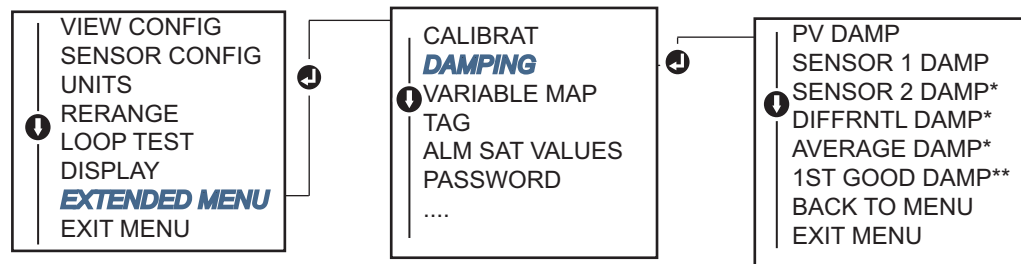 VIEW CONFIG
SENSOR CONFIG
UNITS
RERANGE
LOOP TEST
DISPLAY
EXTENDED MENU
EXIT MENU
CALIBRAT
DAMPING
VARIABLE MAP
TAG
ALM SAT VALUES
PASSWORD
....
PV DAMP
SENSOR 1 DAMP
SENSOR 2 DAMP*
DIFFRNTL DAMP*
AVERAGE DAMP*
1ST GOOD DAMP**
BACK TO MENU
EXIT MENU